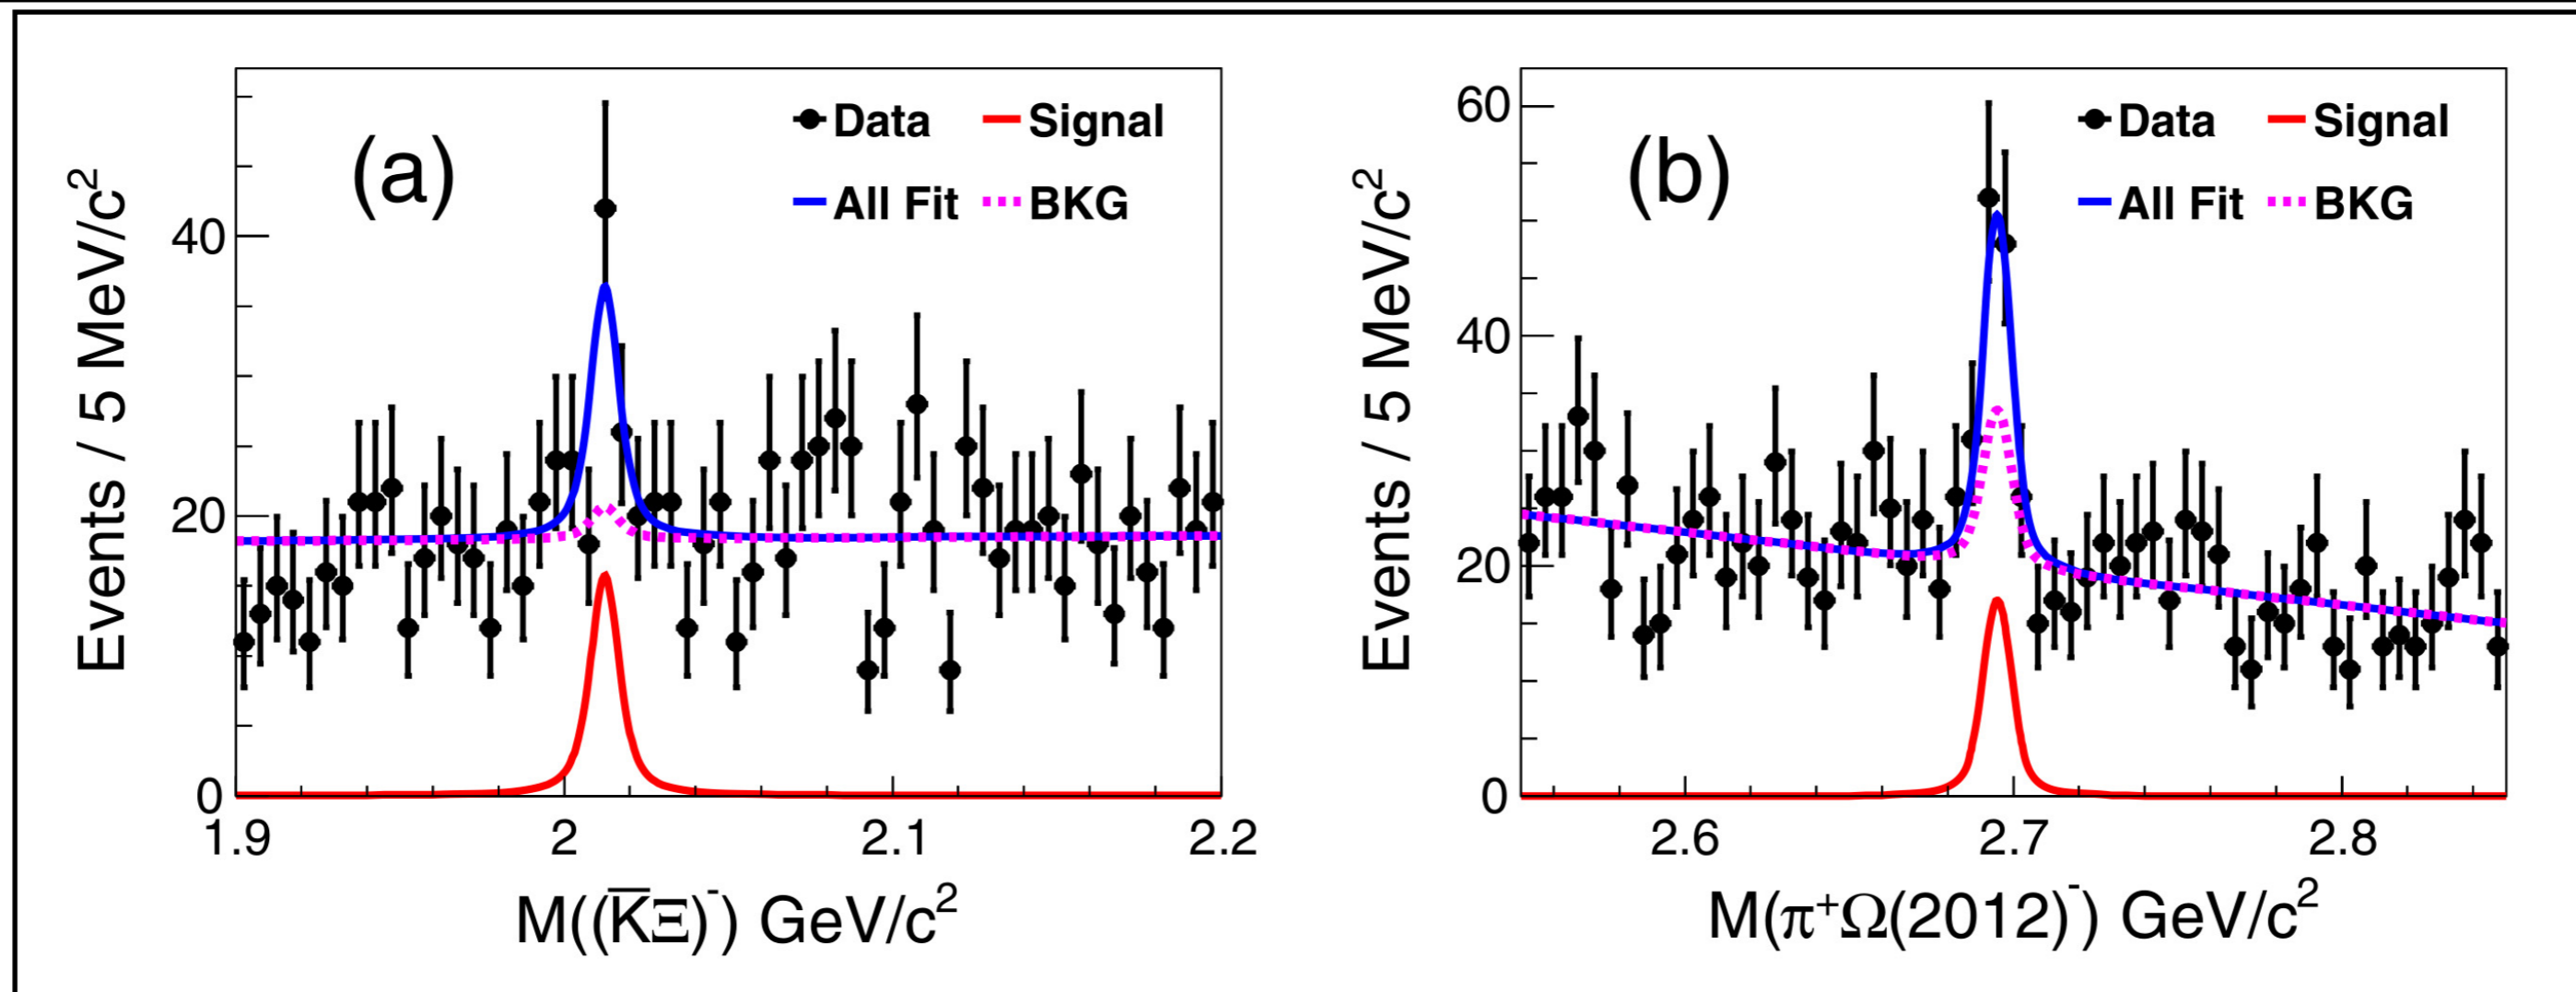 (a)
Data Signal
All Fit BKG
Events / 5 MeV/c²
40
20
0
1.9 2 2.1 2.2
M((K̅Ξ)⁻) GeV/c²
(b)
Data Signal
All Fit BKG
Events / 5 MeV/c²
60
40
20
0
2.6 2.7 2.8
M(π⁺Ω(2012)⁻) GeV/c²